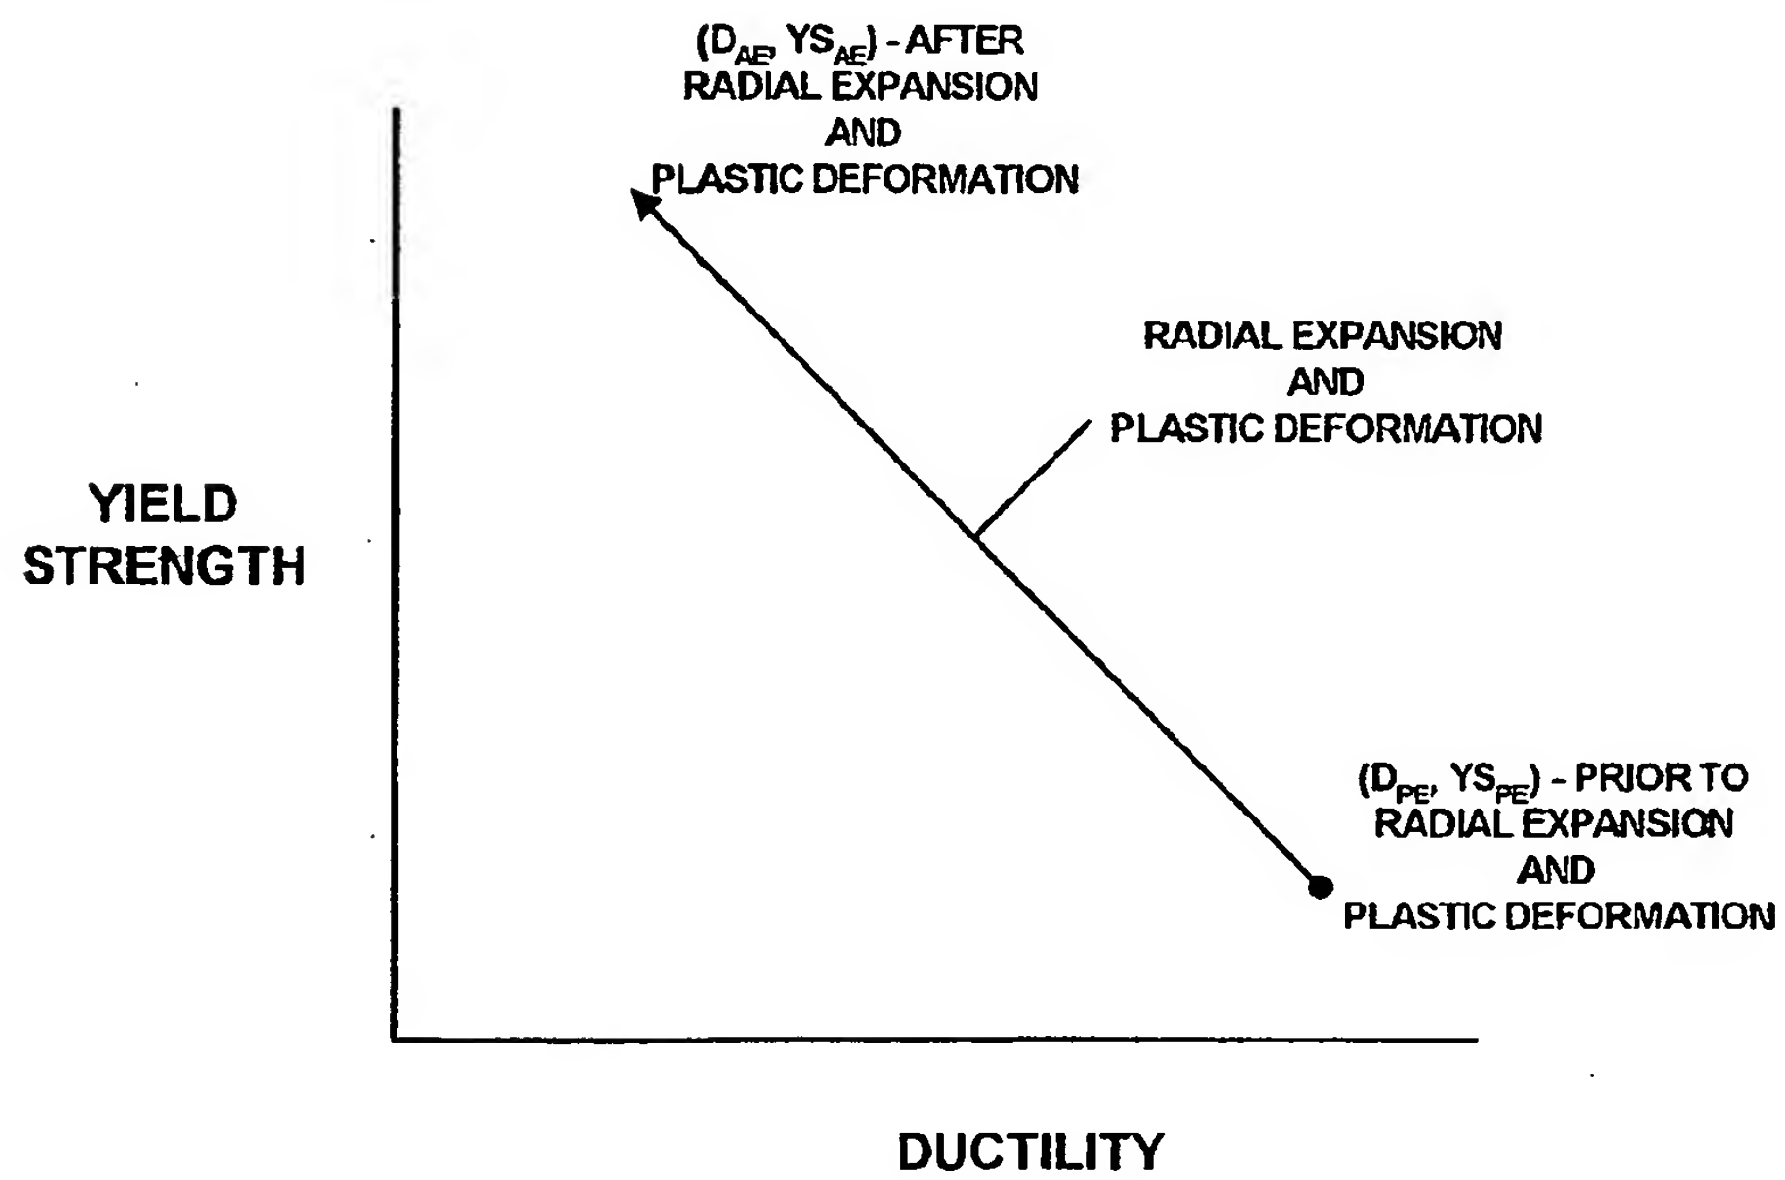 (D_AE, YS_AE) - AFTER
RADIAL EXPANSION
AND
PLASTIC DEFORMATION
RADIAL EXPANSION
AND
PLASTIC DEFORMATION
YIELD
STRENGTH
(D_PE, YS_PE) - PRIOR TO
RADIAL EXPANSION
AND
PLASTIC DEFORMATION
DUCTILITY